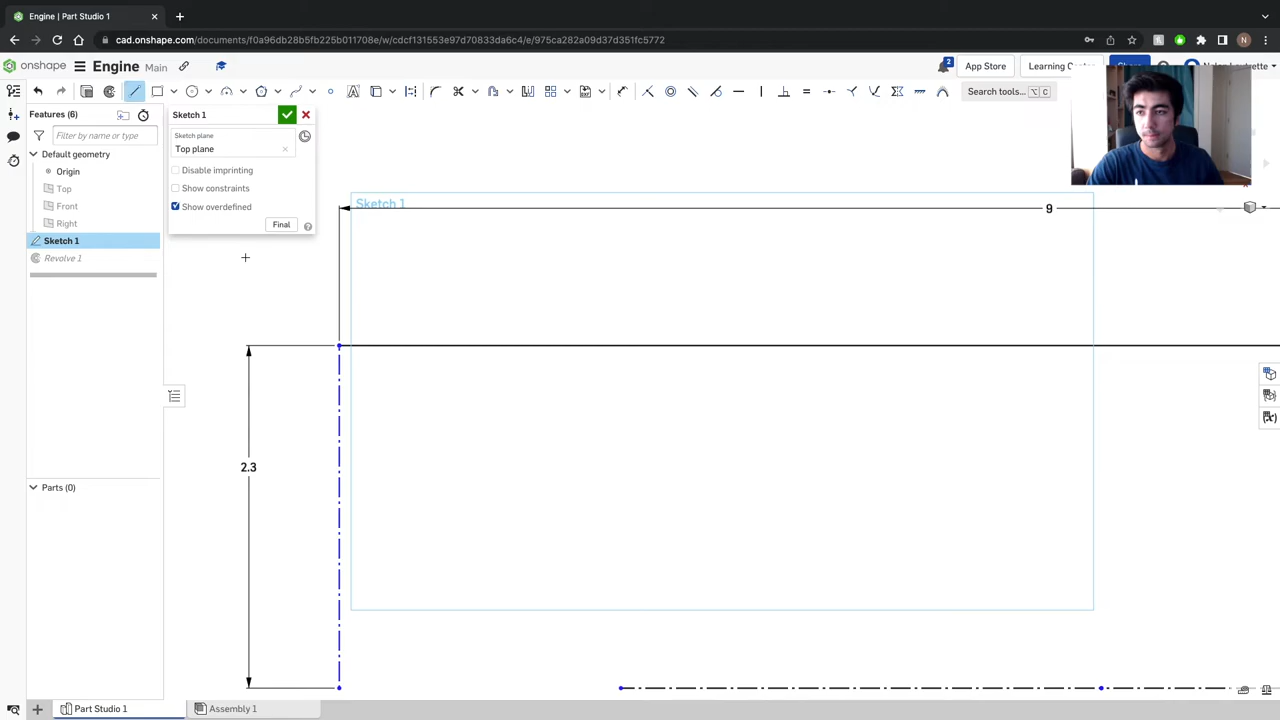 Engine | Part Studio 1
cad.onshape.com/documents/f0a96db28b5fb225b011708e/w/cdcf131553e97d70833da6c4/e/975ca282a09d37d351fc5772
N
onshape
Engine Main
2
App Store
Learning
Search tools...
⌥ C
Features (6)
Filter by name or type
Default geometry
Origin
Top
Front
Right
Sketch 1
Revolve 1
Sketch 1
Sketch plane
Top plane
Disable imprinting
Show constraints
Show overdefined
Final
Sketch 1
9
2.3
Parts (0)
Part Studio 1
Assembly 1